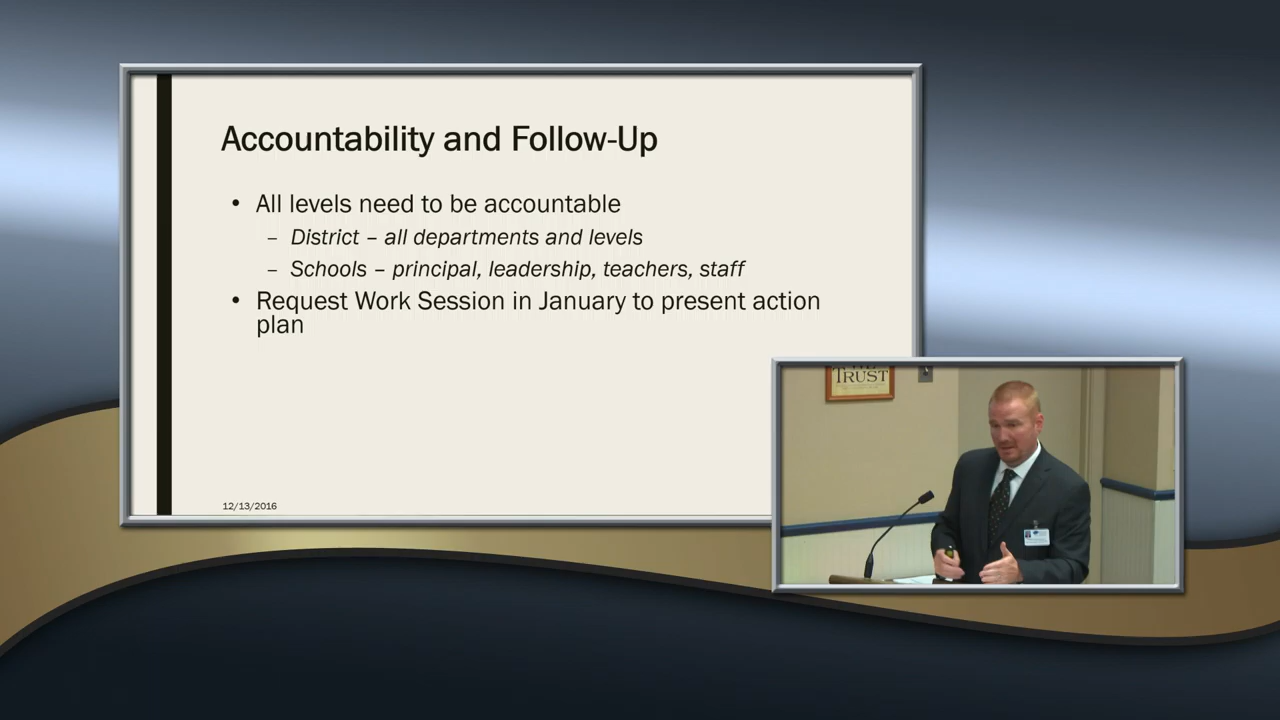 Accountability and Follow-Up
• All levels need to be accountable
– District – all departments and levels
– Schools – principal, leadership, teachers, staff
• Request Work Session in January to present action
plan
12/13/2016
TRUST